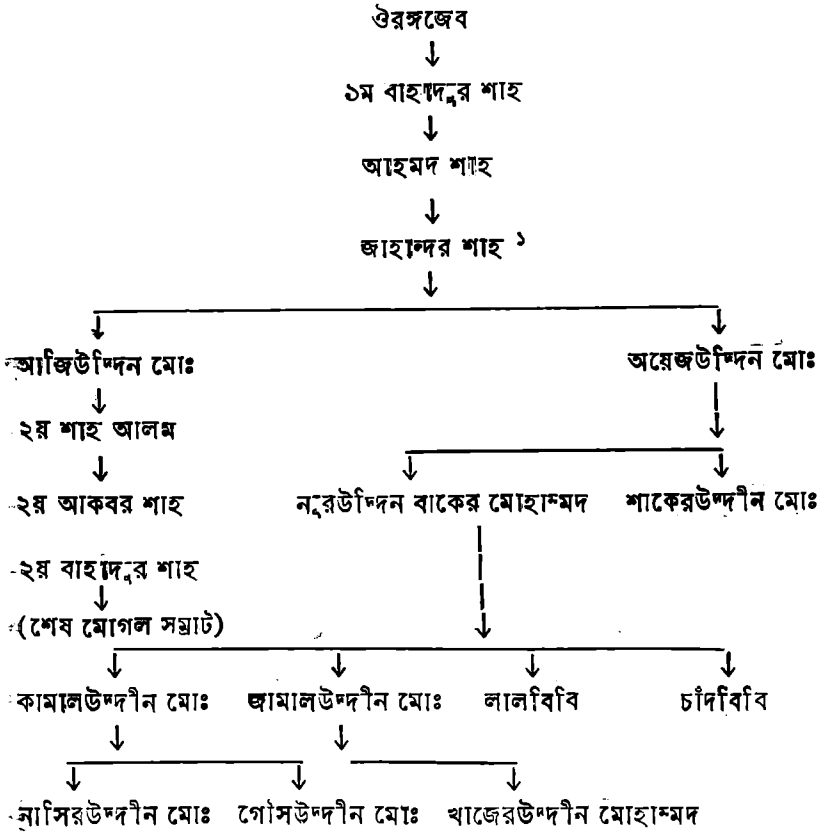 ঔরঙ্গজেব
১ম বাহাদুর শাহ
আহমদ শাহ
জাহান্দর শাহ ১
আজিউদ্দিন মোঃ অয়েজউদ্দিন মোঃ
২য় শাহ আলম
২য় আকবর শাহ নূরউদ্দিন বাকের মোহাম্মদ শাকেরউদ্দীন মোঃ
২য় বাহাদুর শাহ
(শেষ মোগল সম্রাট)
কামালউদ্দীন মোঃ জামালউদ্দীন মোঃ লালবিবি চাঁদবিবি
নাসিরউদ্দীন মোঃ গৌসউদ্দীন মোঃ খাজেরউদ্দীন মোহাম্মদ